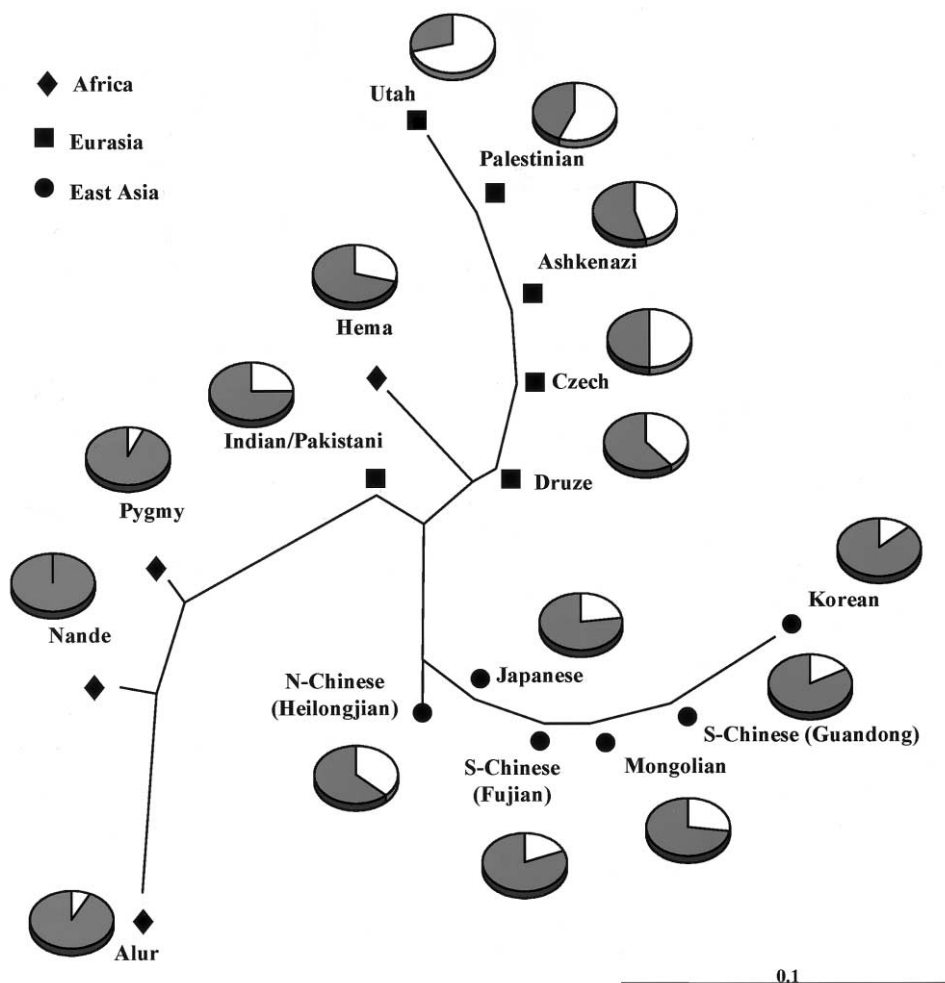 Africa
Eurasia
East Asia
Utah
Palestinian
Ashkenazi
Hema
Czech
Indian/Pakistani
Druze
Pygmy
Korean
Nande
Japanese
N-Chinese
(Heilongjian)
S-Chinese (Guandong)
S-Chinese
(Fujian)
Mongolian
Alur
0.1